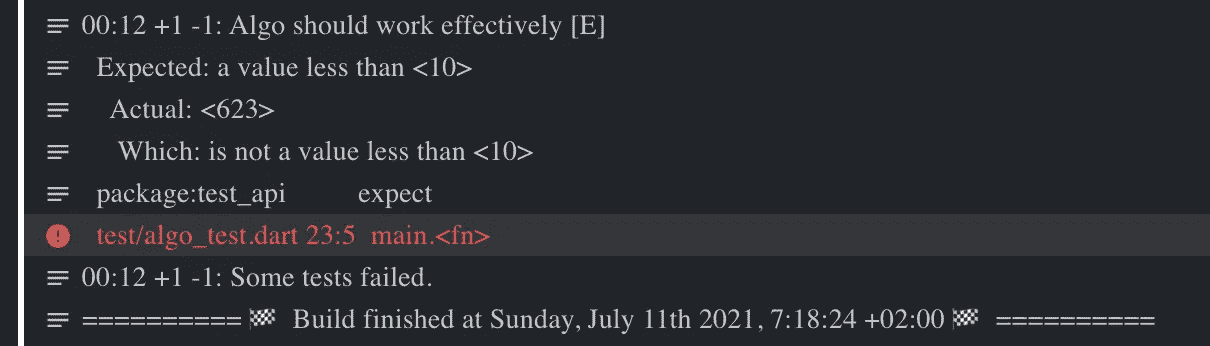 00:12 +1 -1: Algo should work effectively [E]
Expected: a value less than <10>
Actual: <623>
Which: is not a value less than <10>
package:test_api expect
test/algo_test.dart 23:5 main.<fn>
00:12 +1 -1: Some tests failed.
========== 🏁 Build finished at Sunday, July 11th 2021, 7:18:24 +02:00 🏁 ==========